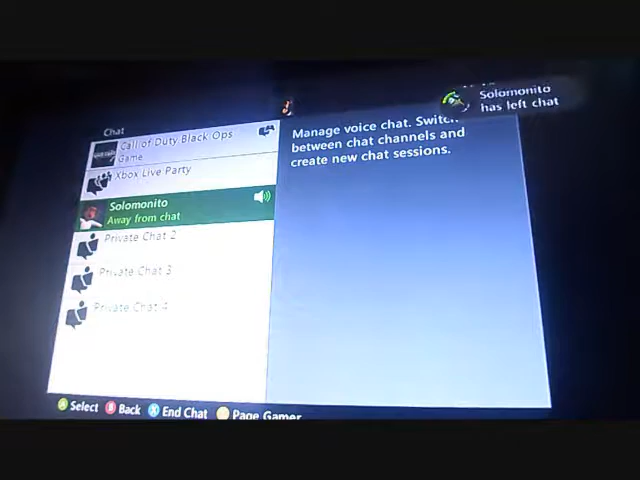 Solomonito
has left chat
Chat
Call of Duty Black Ops
Game
Xbox Live Party
Solomonito
Away from chat
Private Chat 2
Private Chat 3
Private Chat 4
Manage voice chat. Switch
between chat channels and
create new chat sessions.
A Select B Back X End Chat Page Gamer